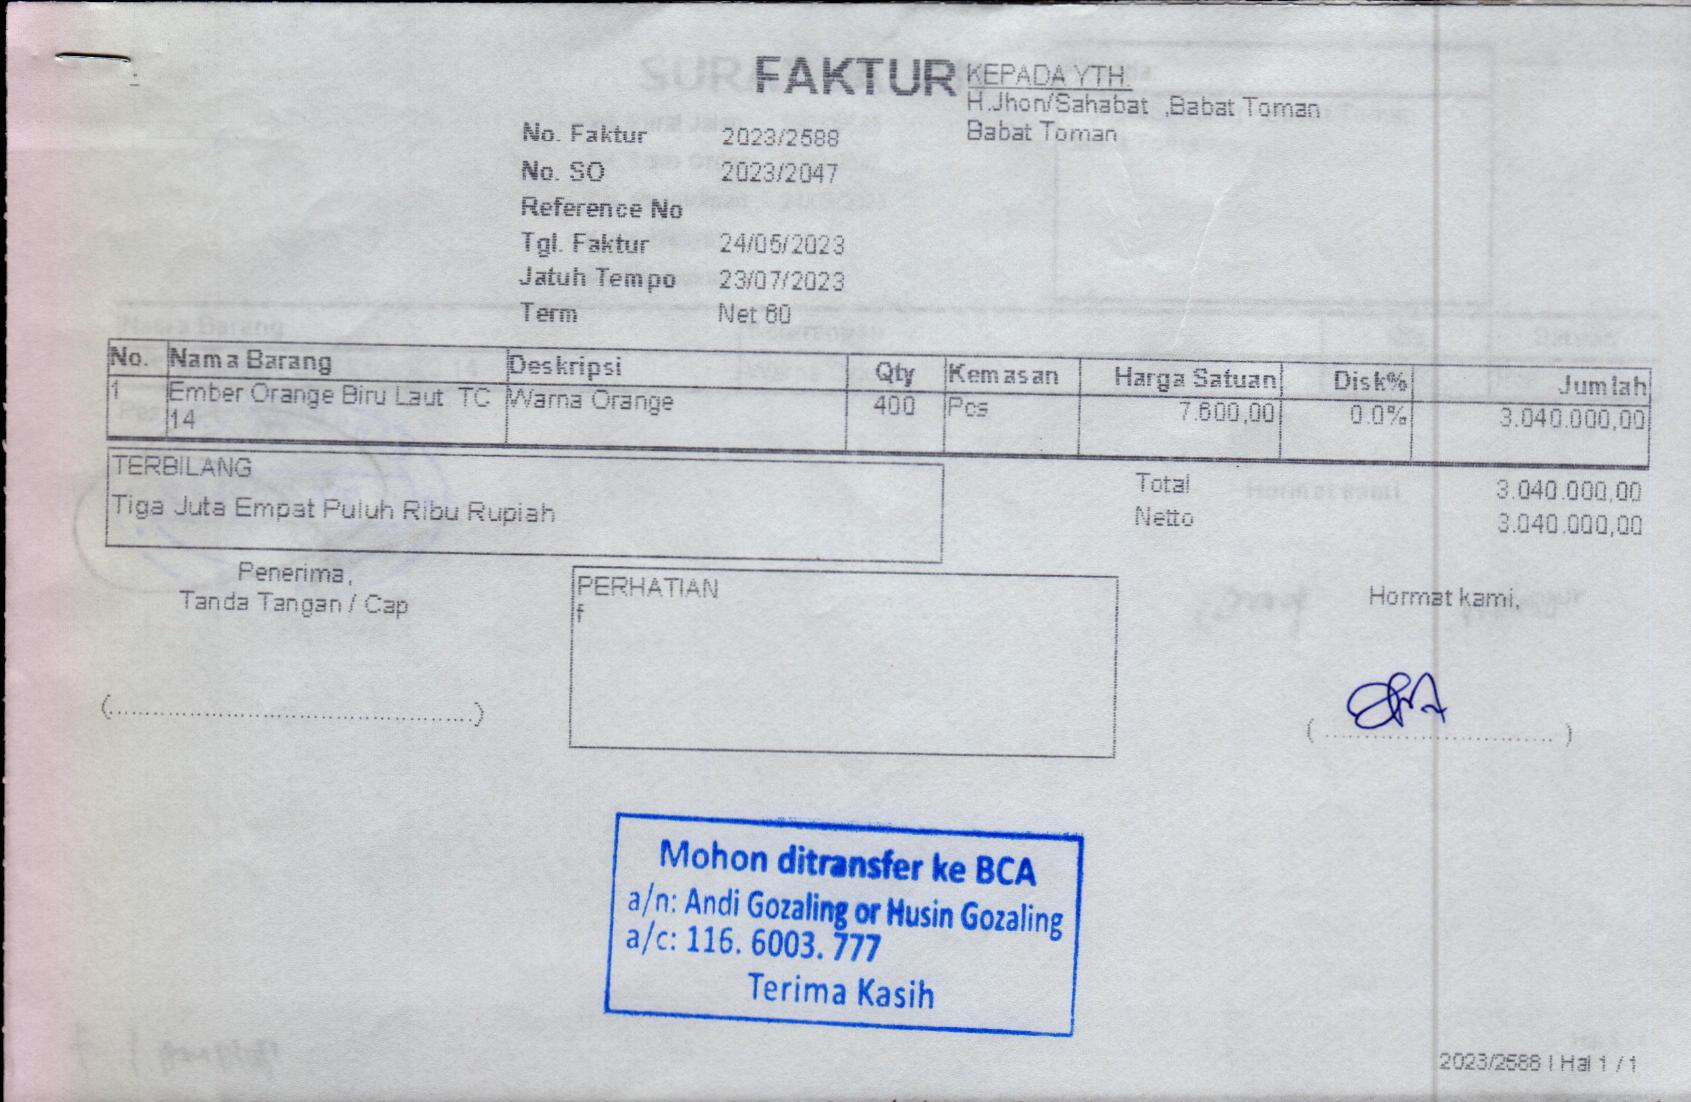 FAKTUR
KEPADA YTH.
H.Jhon/Sahabat ,Babat Toman
Babat Toman
No. Faktur 2023/2588
No. SO 2023/2047
Reference No
Tgl. Faktur 24/05/2023
Jatuh Tempo 23/07/2023
Term Net 60
No. Nama Barang Deskripsi Qty Kemasan Harga Satuan Disk% Jumlah
1 Ember Orange Biru Laut TC Warna Orange 400 Pcs 7.600,00 0.0% 3.040.000,00
14
TERBILANG
Tiga Juta Empat Puluh Ribu Rupiah
Total 3.040.000,00
Netto 3.040.000,00
Penerima,
Tanda Tangan / Cap
PERHATIAN
f
Hormat kami,
Mohon ditransfer ke BCA
a/n: Andi Gozaling or Husin Gozaling
a/c: 116. 6003. 777
Terima Kasih
2023/2588 | Hal 1 / 1